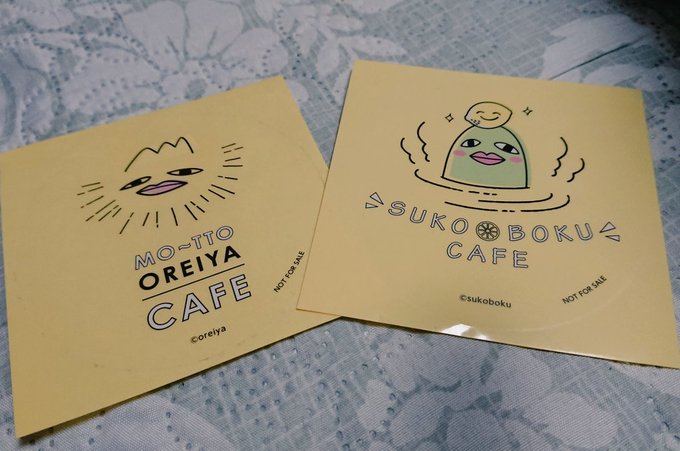 MO~TTO
OREIYA
CAFE
©oreiya
NOT FOR SALE
SUKO BOKU
CAFE
©sukoboku
NOT FOR SALE